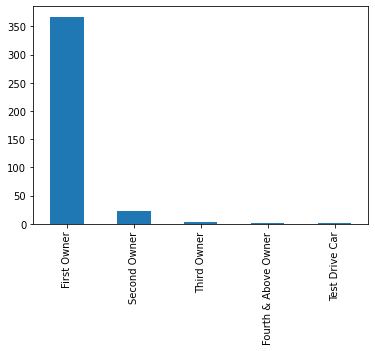 350
300
250
200
150
100
50
0
First Owner
Second Owner
Third Owner
Fourth & Above Owner
Test Drive Car